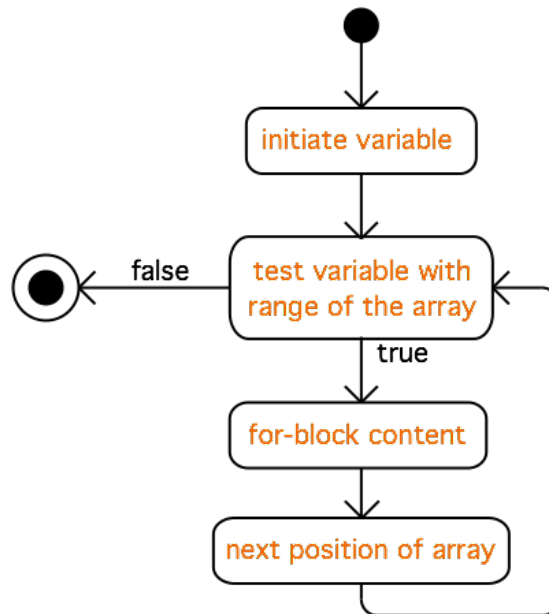 initiate variable
false
test variable with
range of the array
true
for-block content
next position of array